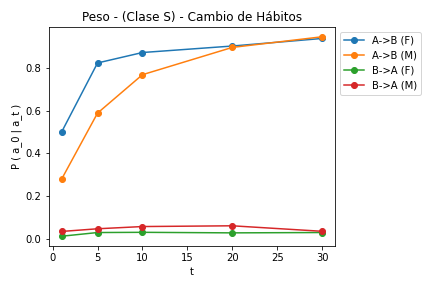 Peso - (Clase S) - Cambio de Hábitos
A->B (F)
A->B (M)
B->A (F)
B->A (M)
P ( a_0 | a_t )
0.8
0.6
0.4
0.2
0.0
0 5 10 15 20 25 30
t